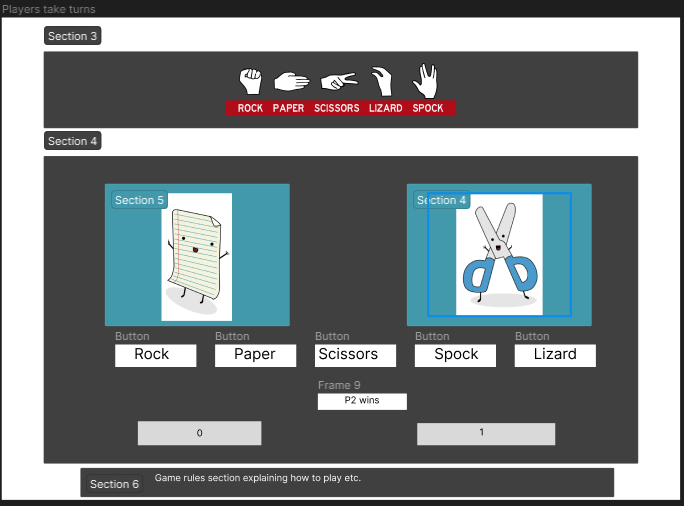 Players take turns
Section 3
ROCK PAPER SCISSORS LIZARD SPOCK
Section 4
Section 5
Section 4
Button Button Button Button Button
Rock Paper Scissors Spock Lizard
Frame 9
P2 wins
0 1
Section 6 Game rules section explaining how to play etc.